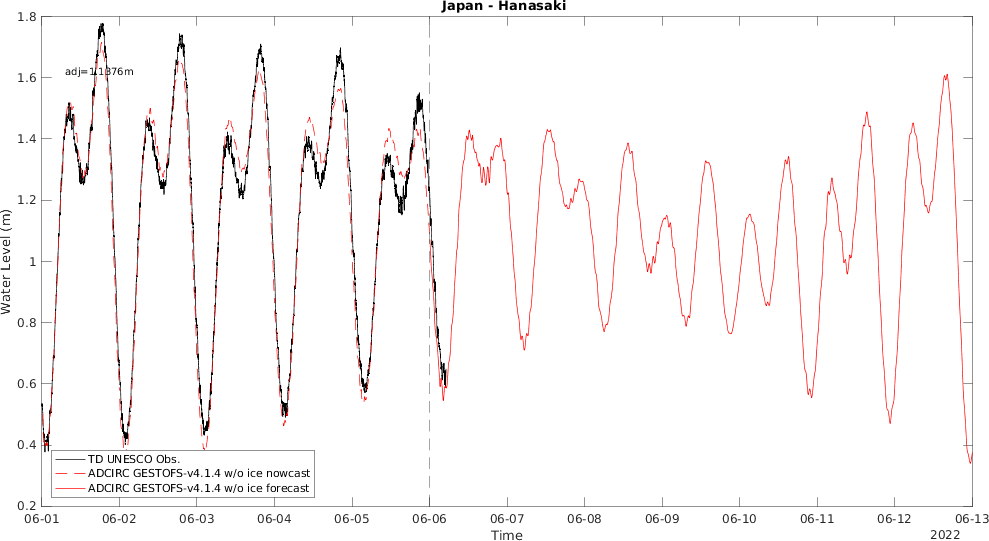 Japan - Hanasaki
1.8
1.6
1.4
1.2
1
0.8
0.6
0.4
0.2
Water Level (m)
adj=1.1376m
TD UNESCO Obs.
ADCIRC GESTOFS-v4.1.4 w/o ice nowcast
ADCIRC GESTOFS-v4.1.4 w/o ice forecast
06-01 06-02 06-03 06-04 06-05 06-06 06-07 06-08 06-09 06-10 06-11 06-12 06-13
Time
2022